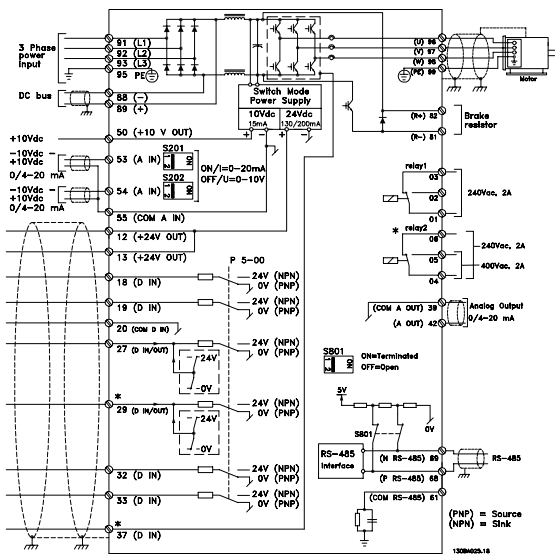 3 Phase
power
input
91 (L1)
92 (L2)
93 (L3)
95 PE
DC bus
88 (-)
89 (+)
Switch Mode
Power Supply
10Vdc
15mA
24Vdc
130/200mA
+ - + -
(U) 96
(V) 97
(W) 98
(PE) 99
Motor
(R+) 82
(R-) 81
Brake
resistor
+10Vdc
50 (+10 V OUT)
-10Vdc -
+10Vdc
0/4-20 mA
53 (A IN)
S201
1 2
ON
-10Vdc -
+10Vdc
0/4-20 mA
54 (A IN)
S202
1 2
ON
ON/I=0-20mA
OFF/U=0-10V
55 (COM A IN)
12 (+24V OUT)
13 (+24V OUT)
P 5-00
18 (D IN)
24V (NPN)
0V (PNP)
19 (D IN)
24V (NPN)
0V (PNP)
20 (COM D IN)
27 (D IN/OUT)
24V (NPN)
0V (PNP)
24V
0V
*
29 (D IN/OUT)
24V (NPN)
0V (PNP)
24V
0V
32 (D IN)
24V (NPN)
0V (PNP)
33 (D IN)
24V (NPN)
0V (PNP)
*
37 (D IN)
relay1
03
02
01
240Vac, 2A
*
relay2
06
05
04
240Vac, 2A
400Vac, 2A
(COM A OUT) 39
(A OUT) 42
Analog Output
0/4-20 mA
S801
1 2
ON
ON=Terminated
OFF=Open
5V
S801
0V
RS-485
Interface
(N RS-485) 69
(P RS-485) 68
(COM RS-485) 61
RS-485
(PNP) = Source
(NPN) = Sink
130BA025.18